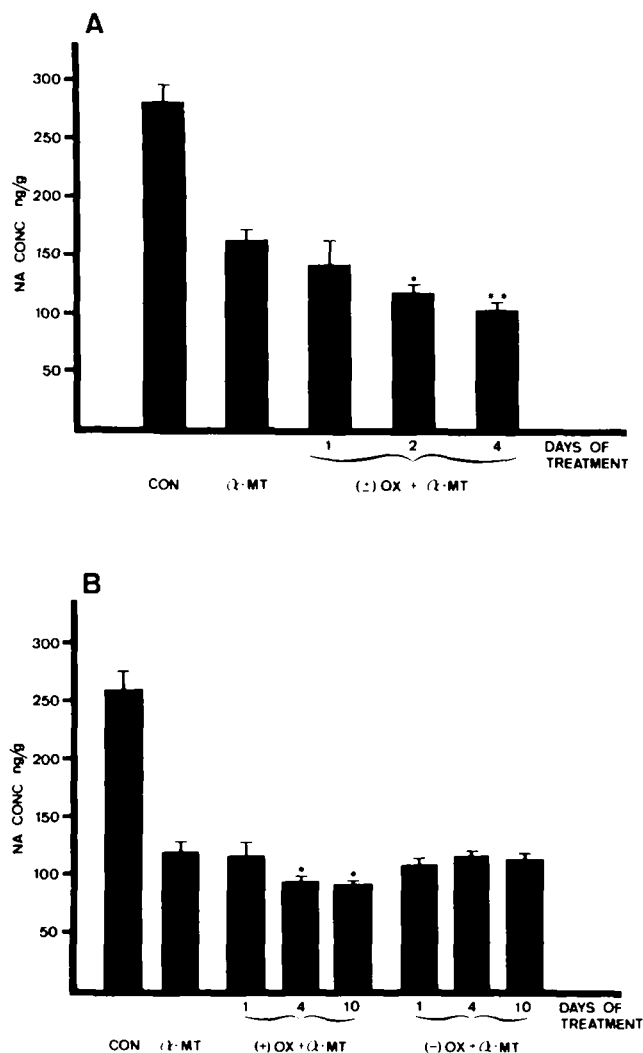 A
NA CONC ng/g
300
250
200
150
100
50
*
* *
1 2 4 DAYS OF
TREATMENT
CON α-MT (±) OX + α-MT
B
NA CONC ng/g
300
250
200
150
100
50
* *
1 4 10 1 4 10 DAYS OF
TREATMENT
CON α-MT (+) OX + α-MT (-) OX + α-MT